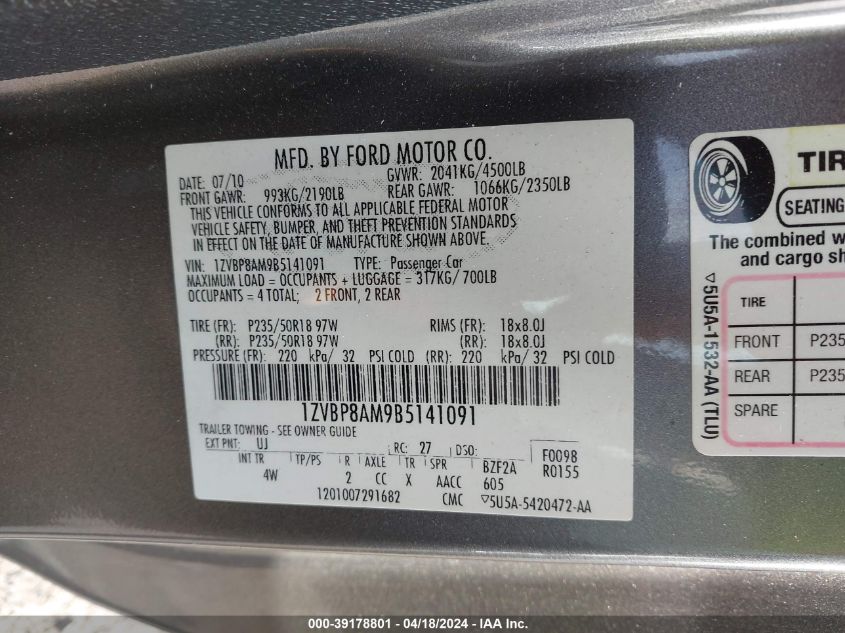 MFD. BY FORD MOTOR CO.
DATE: 07/10 GVWR: 2041KG/4500LB
FRONT GAWR: 993KG/2190LB REAR GAWR: 1066KG/2350LB
THIS VEHICLE CONFORMS TO ALL APPLICABLE FEDERAL MOTOR
VEHICLE SAFETY, BUMPER, AND THEFT PREVENTION STANDARDS
IN EFFECT ON THE DATE OF MANUFACTURE SHOWN ABOVE.
VIN: 1ZVBP8AM9B5141091 TYPE: Passenger Car
MAXIMUM LOAD = OCCUPANTS + LUGGAGE = 317KG/700LB
OCCUPANTS = 4 TOTAL; 2 FRONT, 2 REAR
TIRE (FR): P235/50R18 97W RIMS (FR): 18x8.0J
(RR): P235/50R18 97W (RR): 18x8.0J
PRESSURE (FR): 220 kPa/ 32 PSI COLD (RR): 220 kPa/ 32 PSI COLD
1ZVBP8AM9B5141091
TRAILER TOWING - SEE OWNER GUIDE
EXT PNT: UJ RC: 27 DSO: F0098
INT TR TP/PS R AXLE TR SPR BZF2A R0155
4W 2 CC X AACC 605
1201007291682 CMC ▽5U5A-5420472-AA
TIR
SEATING
The combined w
and cargo sh
▽5U5A-1532-AA (TLU)
TIRE
FRONT P235
REAR P235
SPARE
000-39178801 - 04/18/2024 - IAA Inc.